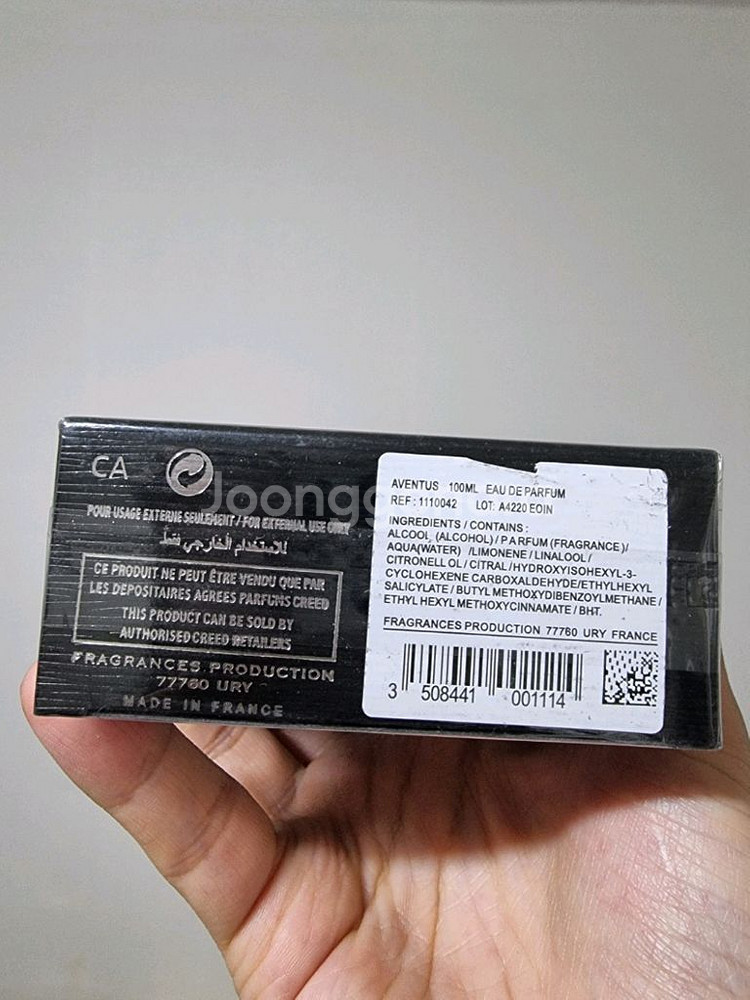 CA
POUR USAGE EXTERNE SEULEMENT / FOR EXTERNAL USE ONLY
للاستخدام الخارجي فقط
CE PRODUIT NE PEUT ÊTRE VENDU QUE PAR
LES DEPOSITAIRES AGREES PARFUMS CREED
THIS PRODUCT CAN BE SOLD BY
AUTHORISED CREED RETAILERS
FRAGRANCES PRODUCTION
77760 URY
MADE IN FRANCE
AVENTUS 100ML EAU DE PARFUM
REF : 1110042 LOT: A4220 EOIN
INGREDIENTS / CONTAINS :
ALCOOL (ALCOHOL) / PARFUM (FRAGRANCE)/
AQUA(WATER) /LIMONENE / LINALOOL /
CITRONELL OL / CITRAL /HYDROXYISOHEXYL-3-
CYCLOHEXENE CARBOXALDEHYDE/ETHYLHEXYL
SALICYLATE / BUTYL METHOXYDIBENZOYLMETHANE /
ETHYL HEXYL METHOXYCINNAMATE / BHT.
FRAGRANCES PRODUCTION 77760 URY FRANCE
3 508441 001114